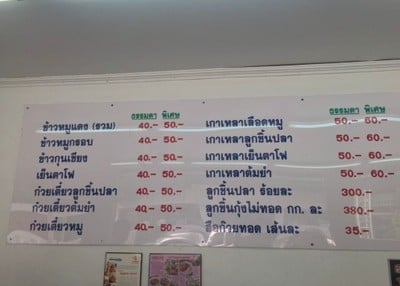 ธรรมดา พิเศษ
ข้าวหมูแดง (รวม) 40.- 50.-
ข้าวหมูกรอบ 40.- 50.-
ข้าวกุนเชียง 40.- 50.-
เย็นตาโฟ 40.- 50.-
ก๋วยเตี๋ยวลูกชิ้นปลา 40.- 50.-
ก๋วยเตี๋ยวต้มยำ 40.- 50.-
ก๋วยเตี๋ยวหมู 40.- 50.-
ธรรมดา พิเศษ
เกาเหลาเลือดหมู 50.- 60.-
เกาเหลาลูกชิ้นปลา 50.- 60.-
เกาเหลาเย็นตาโฟ 50.- 60.-
เกาเหลาต้มยำ 50.- 60.-
ลูกชิ้นปลา ร้อยละ 300.-
ลูกชิ้นกุ้งไม่ทอด กก. ละ 380.-
ทอด เส้นละ 35.-